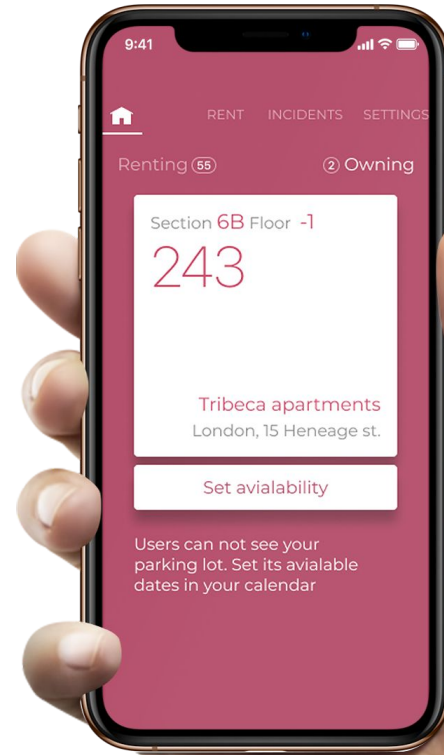 9:41
RENT INCIDENTS SETTINGS
Renting 55 2 Owning
Section 6B Floor -1
243
Tribeca apartments
London, 15 Heneage st.
Set avialability
Users can not see your
parking lot. Set its avialable
dates in your calendar